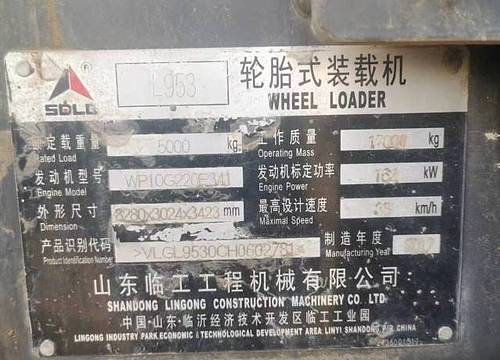 SDLG ® L953 轮胎式装载机
WHEEL LOADER
额定载重量 5000 kg 工作质量 kg
Rated Load Operating Mass
发动机型号 WP10G220E341 发动机标定功率 162 kW
Engine Model Engine Power
外形尺寸 8280x3024x3423 mm 最高设计速度 38 km/h
Dimension Maximal Speed
产品识别代码 制造年度
Product Identification Number Manufacturing Year
山东临工工程机械有限公司
SHANDONG LINGONG CONSTRUCTION MACHINERY CO LTD
中国·山东·临沂经济技术开发区临工工业园
LINGONG INDUSTRY PARK ECONOMIC & TECHNOLOGICAL DEVELOPMENT AREA LINYI SHANDONG CHINA